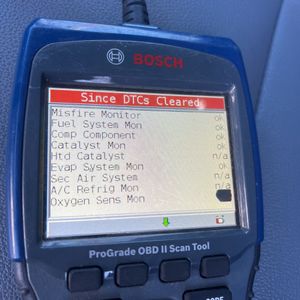 BOSCH
Since DTCs Cleared
Misfire Monitor ok
Fuel System Mon ok
Comp Component ok
Catalyst Mon ok
Htd Catalyst n/a
Evap System Mon ok
Sec Air System n/a
A/C Refrig Mon n/a
Oxygen Sens Mon
ProGrade OBD II Scan Tool